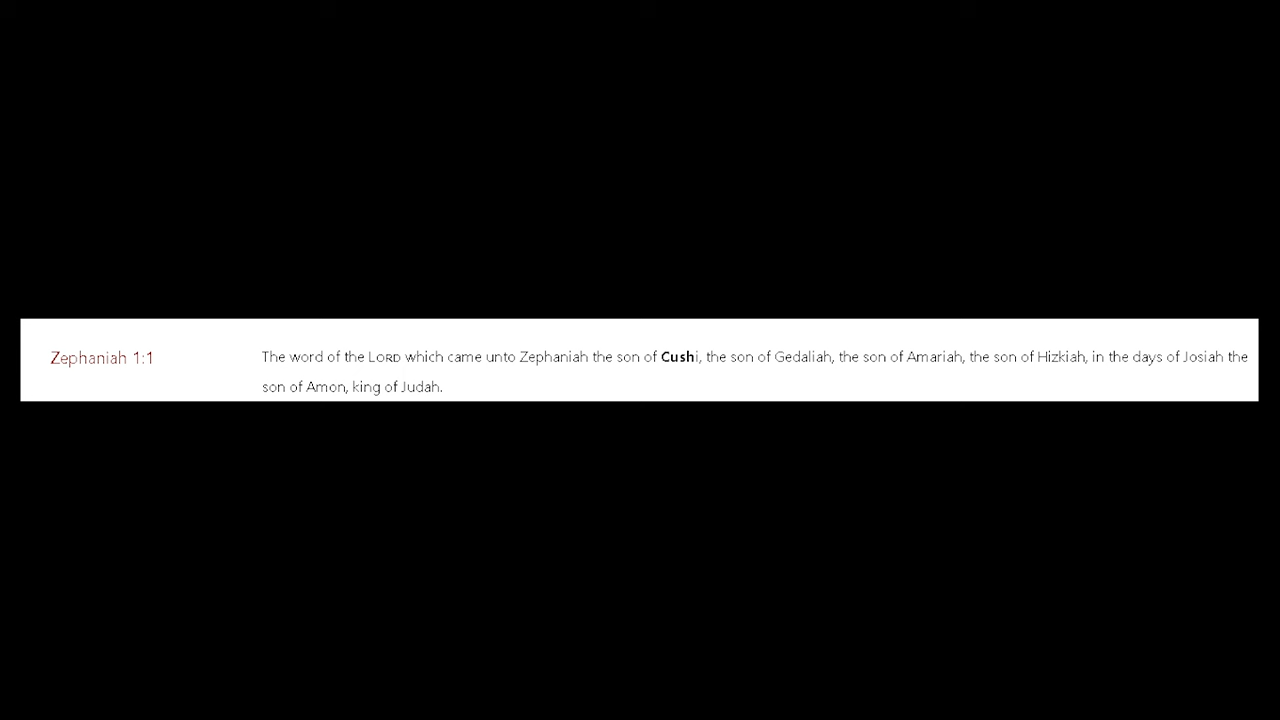 Zephaniah 1:1 The word of the LORD which came unto Zephaniah the son of Cushi, the son of Gedaliah, the son of Amariah, the son of Hizkiah, in the days of Josiah the
son of Amon, king of Judah.